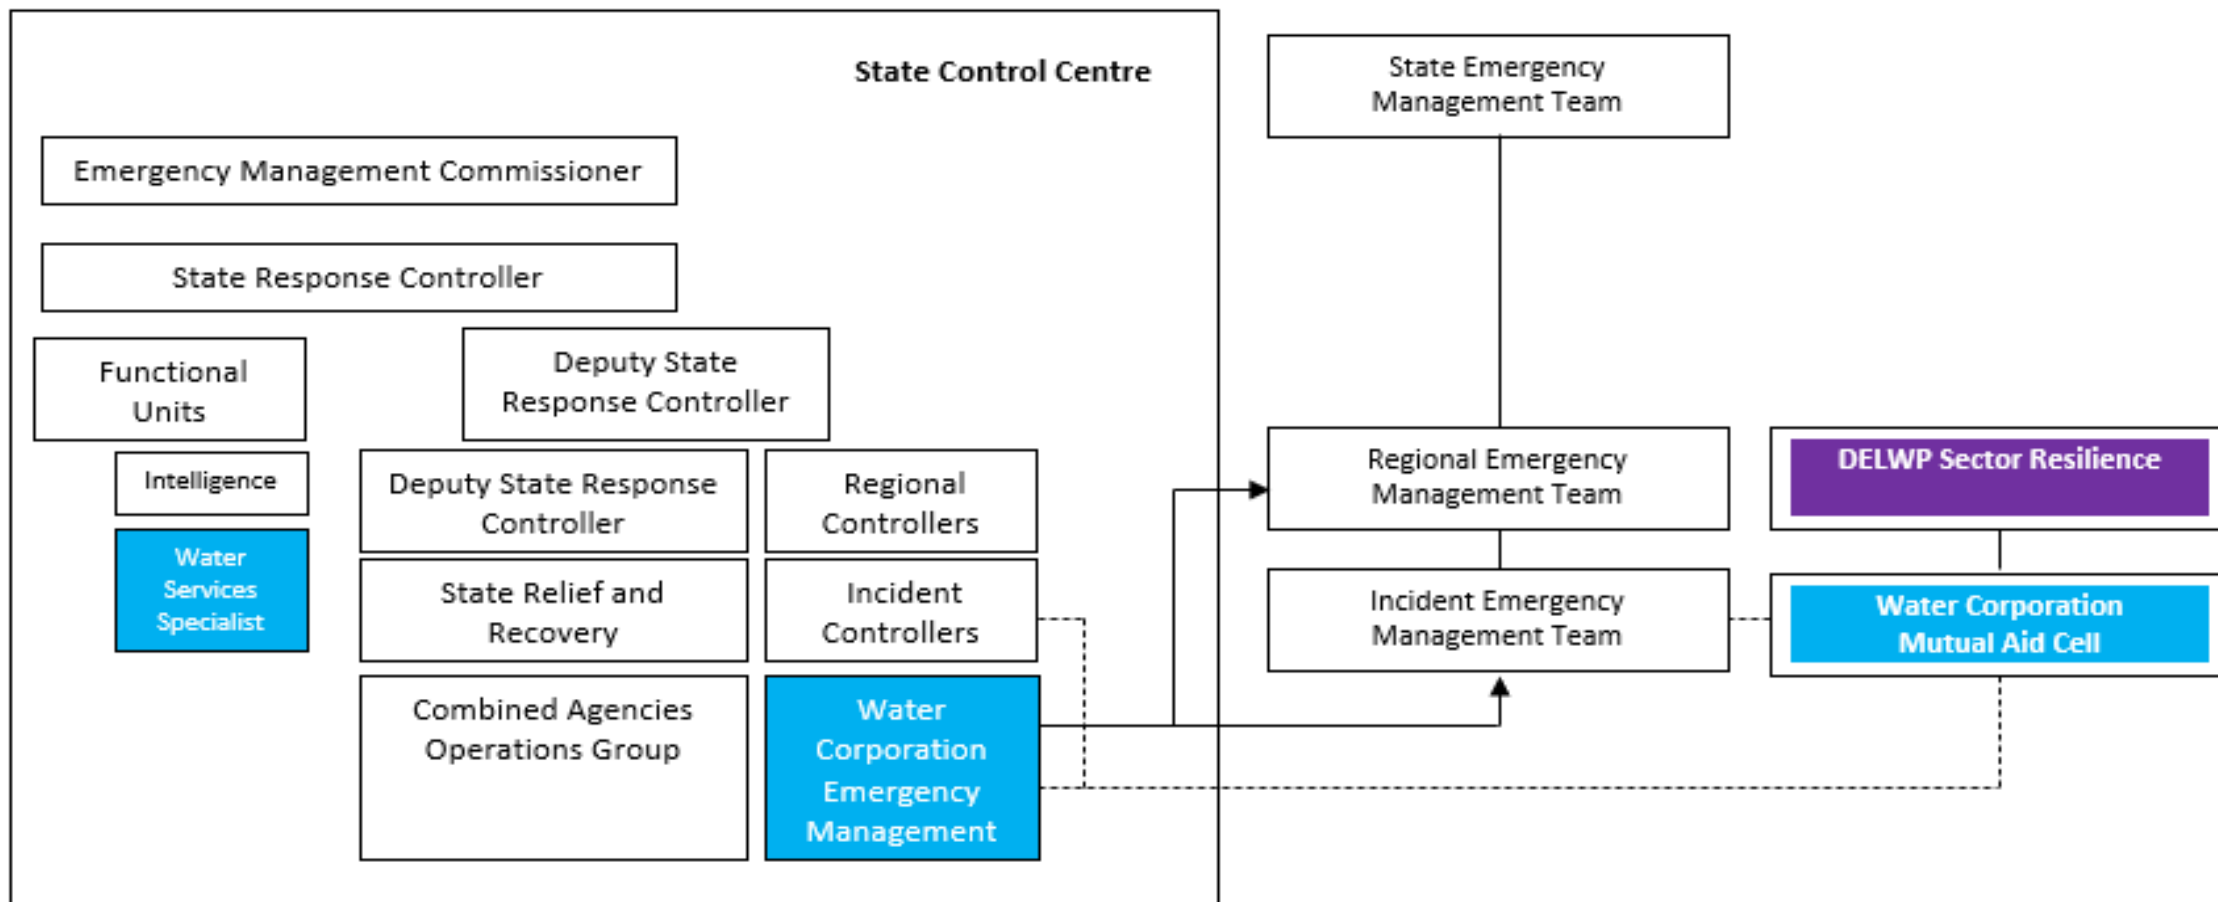 State Control Centre
Emergency Management Commissioner
State Response Controller
Functional
Units
Deputy State
Response Controller
Intelligence
Water
Services
Specialist
Deputy State Response
Controller
Regional
Controllers
State Relief and
Recovery
Incident
Controllers
Combined Agencies
Operations Group
Water
Corporation
Emergency
Management
State Emergency
Management Team
Regional Emergency
Management Team
DELWP Sector Resilience
Incident Emergency
Management Team
Water Corporation
Mutual Aid Cell